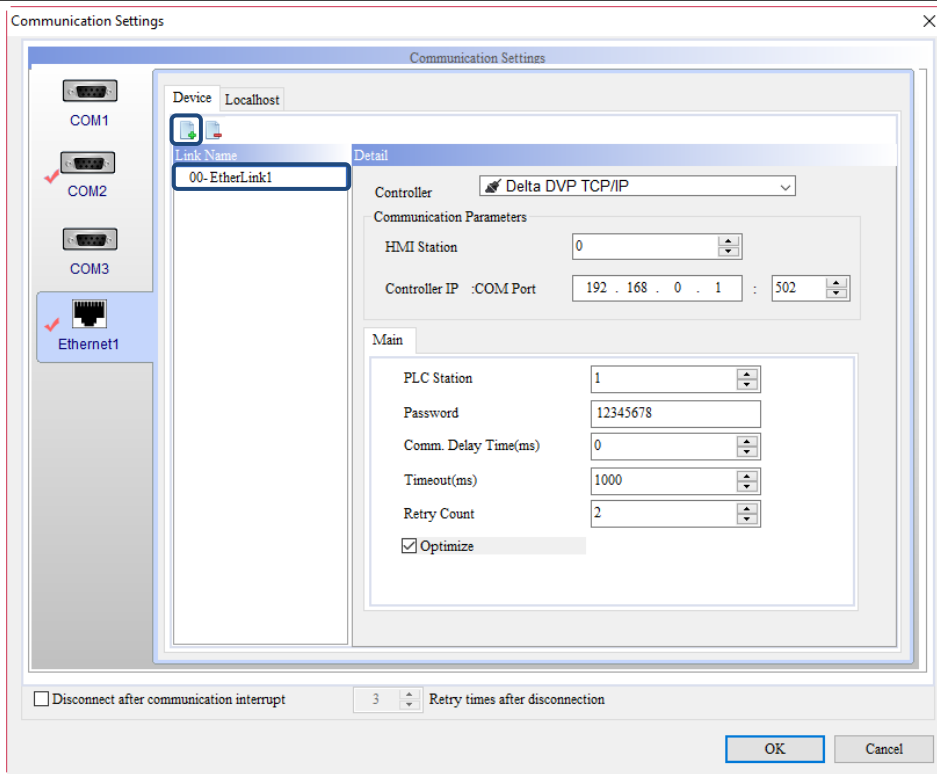 Communication Settings
Communication Settings
COM1
COM2
COM3
Ethernet1
Device Localhost
Link Name
00- EtherLink1
Detail
Controller Delta DVP TCP/IP
Communication Parameters
HMI Station 0
Controller IP :COM Port 192 . 168 . 0 . 1 : 502
Main
PLC Station 1
Password 12345678
Comm. Delay Time(ms) 0
Timeout(ms) 1000
Retry Count 2
Optimize
Disconnect after communication interrupt 3 Retry times after disconnection
OK Cancel